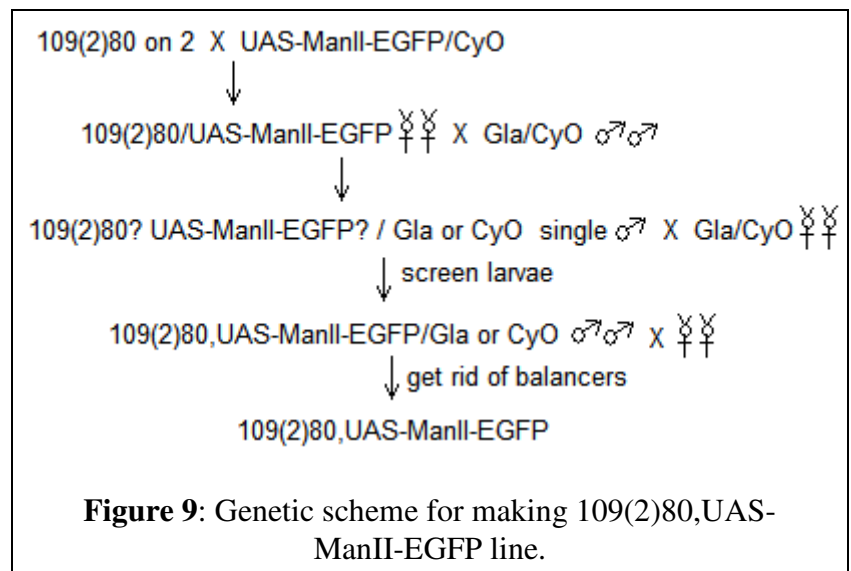 109(2)80 on 2 X UAS-ManII-EGFP/CyO
109(2)80/UAS-ManII-EGFP ☿☿ X Gla/CyO ♂♂
109(2)80? UAS-ManII-EGFP? / Gla or CyO single ♂ X Gla/CyO ☿☿
screen larvae
109(2)80,UAS-ManII-EGFP/Gla or CyO ♂♂ X ☿☿
get rid of balancers
109(2)80,UAS-ManII-EGFP
Figure 9: Genetic scheme for making 109(2)80,UAS-
ManII-EGFP line.